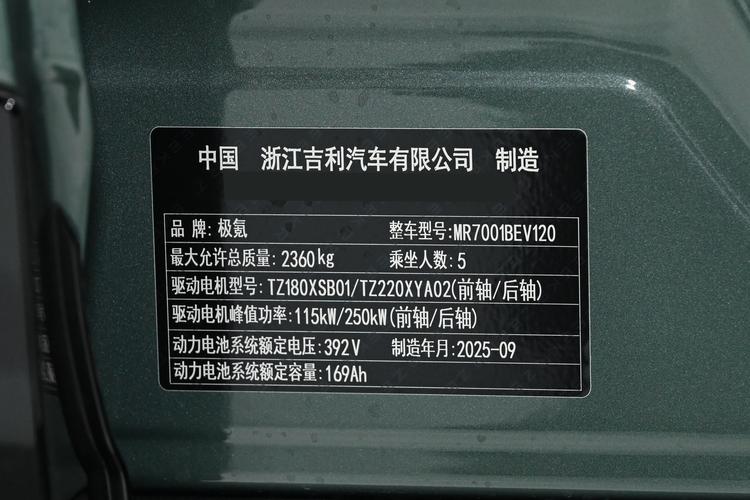 中国 浙江吉利汽车有限公司 制造
品 牌: 极氪 整车型号:MR7001BEV120
最大允许总质量: 2360kg 乘坐人数: 5
驱动电机型号: TZ180XSB01/TZ220XYA02(前轴/后轴)
驱动电机峰值功率:115kW/250kW(前轴/后轴)
动力电池系统额定电压:392V 制造年月:2025-09
动力电池系统额定容量:169Ah